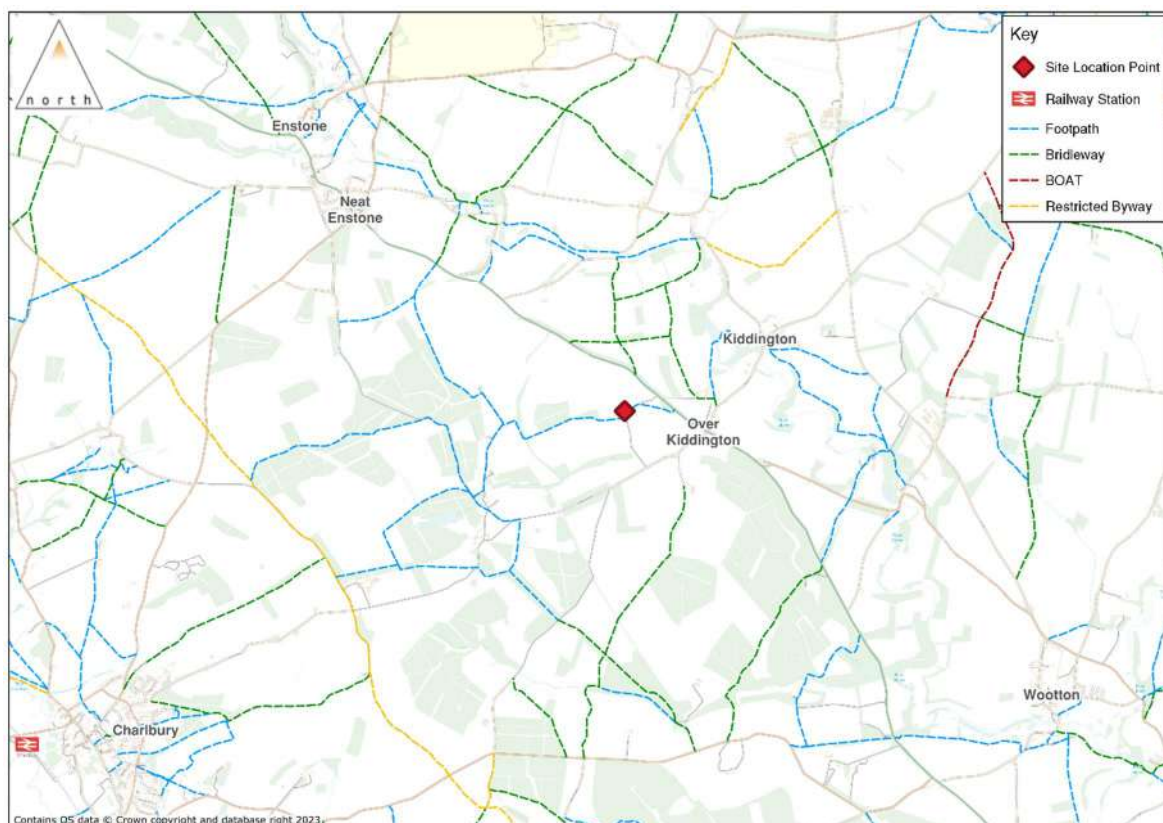 north
Key
Site Location Point
Railway Station
Footpath
Bridleway
BOAT
Restricted Byway
Enstone
Neat
Enstone
Kiddington
Over
Kiddington
Charlbury
Wootton
Contains OS data © Crown copyright and database right 2023.